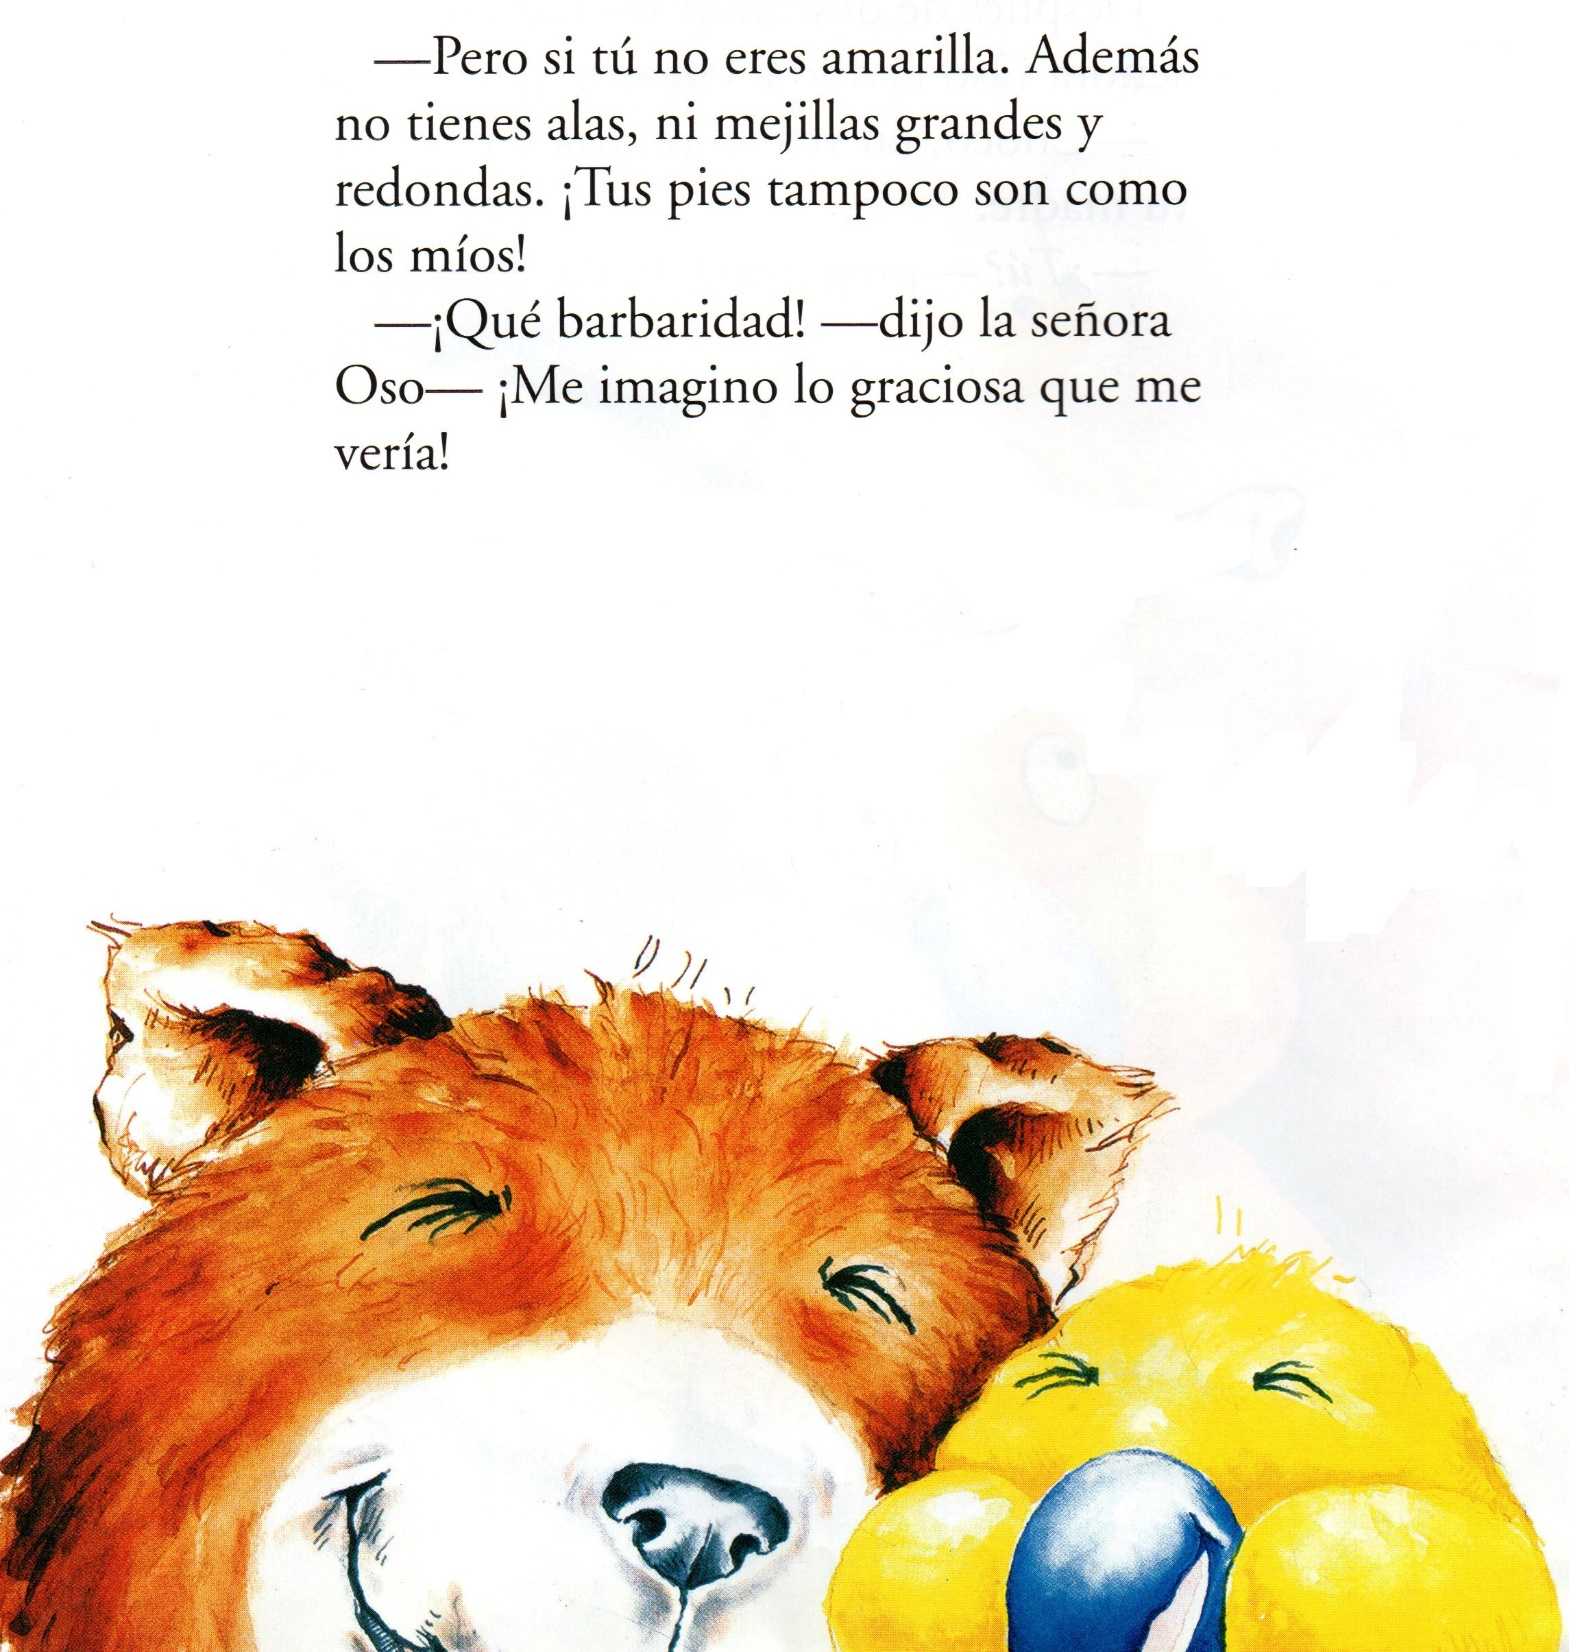 —Pero si tú no eres amarilla. Además
no tienes alas, ni mejillas grandes y
redondas. ¡Tus pies tampoco son como
los míos!
—¡Qué barbaridad! —dijo la señora
Oso— ¡Me imagino lo graciosa que me
vería!